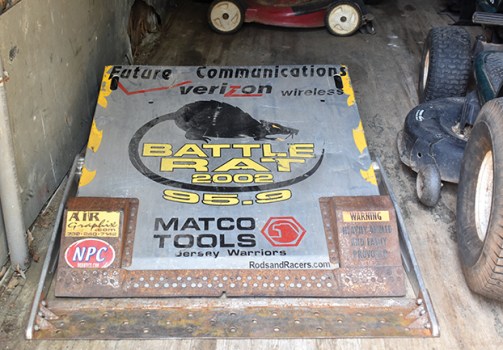 Future Communications
verizon wireless
BATTLE
RAT
2002
95.9
MATCO
TOOLS
Jersey Warriors
RodsandRacers.com
AIR
Graphix
.com
NPC
WARNING